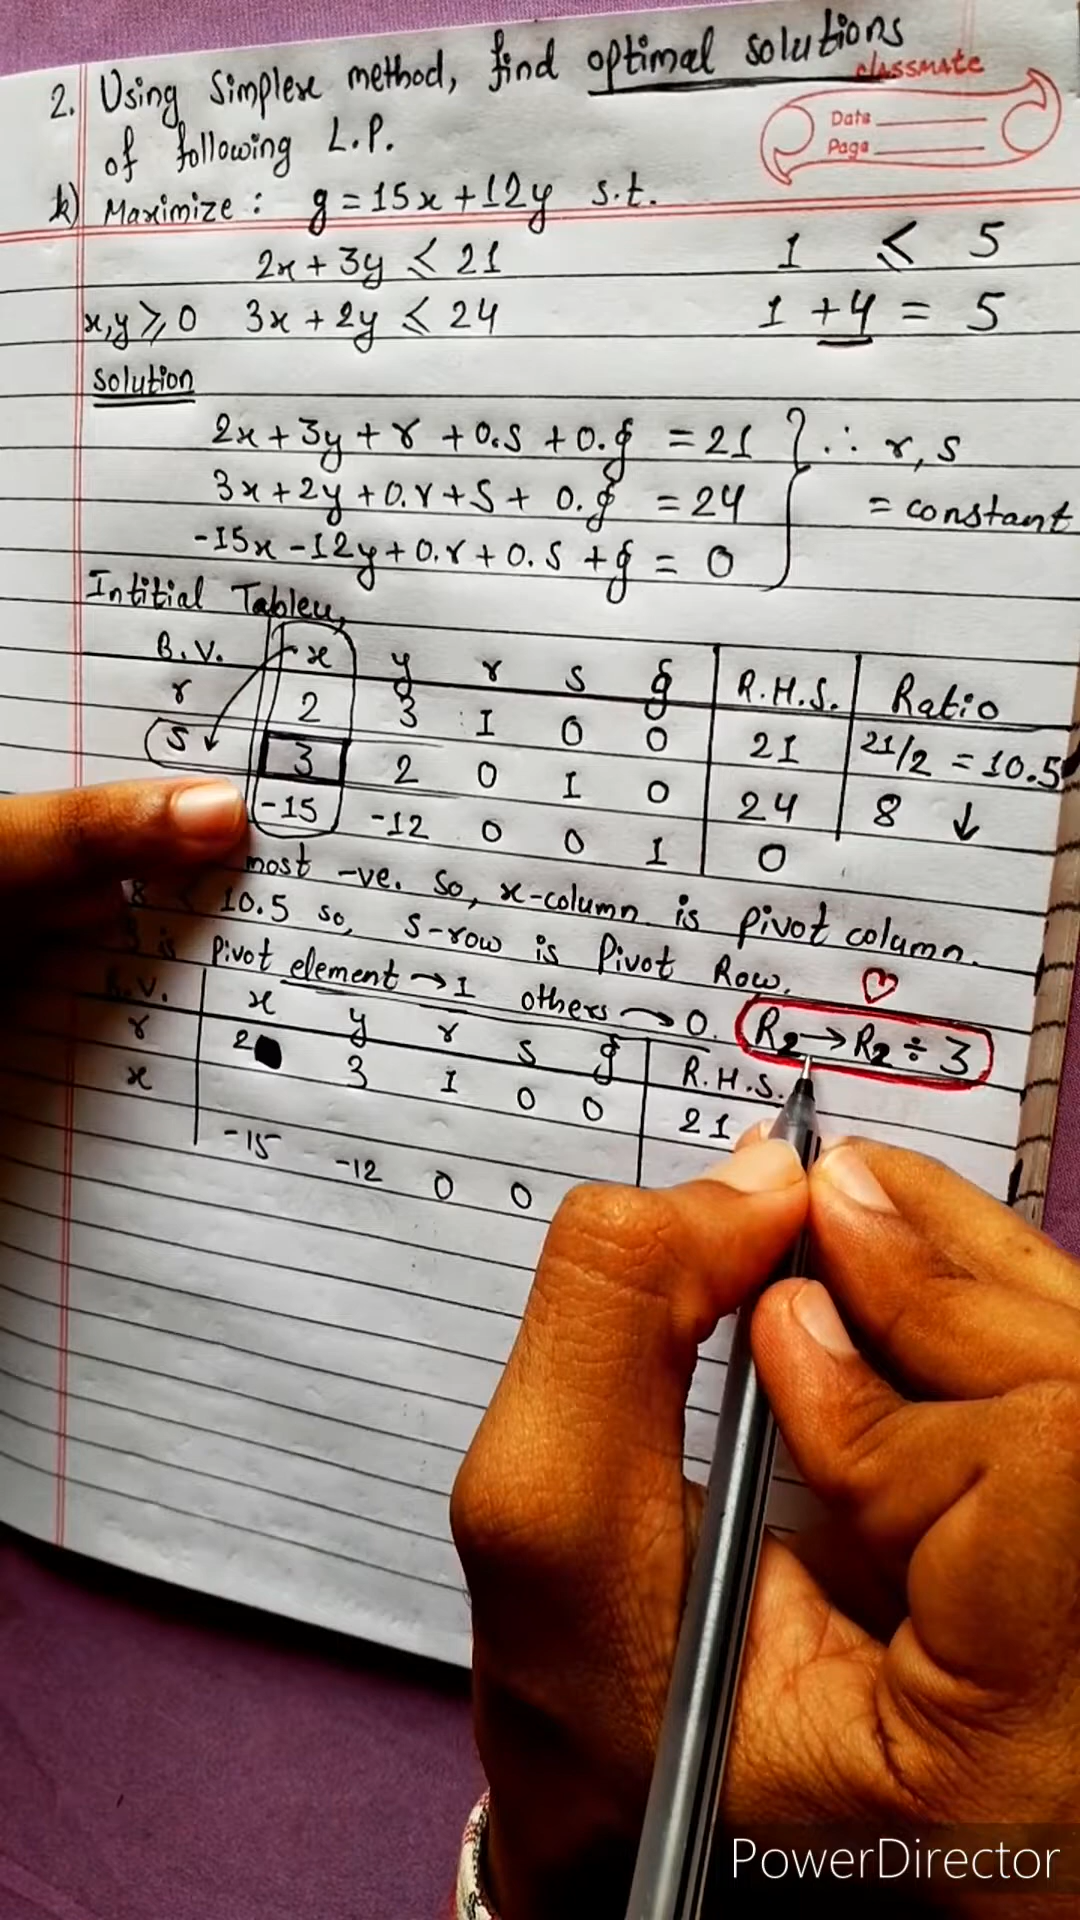 2. Using Simplex method, find optimal solutions
classmate
Date
Page
of following L.P.
k) Maximize : g = 15x + 12y s.t.
2x + 3y ≤ 21 1 ≤ 5
x,y ≥ 0 3x + 2y ≤ 24 1 + 4 = 5
Solution
2x + 3y + r + 0.s + 0.g = 21 } ∴ r, s
3x + 2y + 0.r + s + 0.g = 24 = constant
-15x - 12y + 0.r + 0.s + g = 0
Intitial Tableu,
B.V. x y r s g R.H.S. Ratio
r 2 3 1 0 0 21 21/2 = 10.5
s 3 2 0 1 0 24 8 ↓
-15 -12 0 0 1 0
most -ve. so, x-column is pivot column.
8 < 10.5 so, s-row is Pivot Row.
3 is Pivot element → 1 others → 0. R2 → R2 ÷ 3
B.V. x y r s g R.H.S.
r 2 3 1 0 0 21
x
-15 -12 0 0
PowerDirector